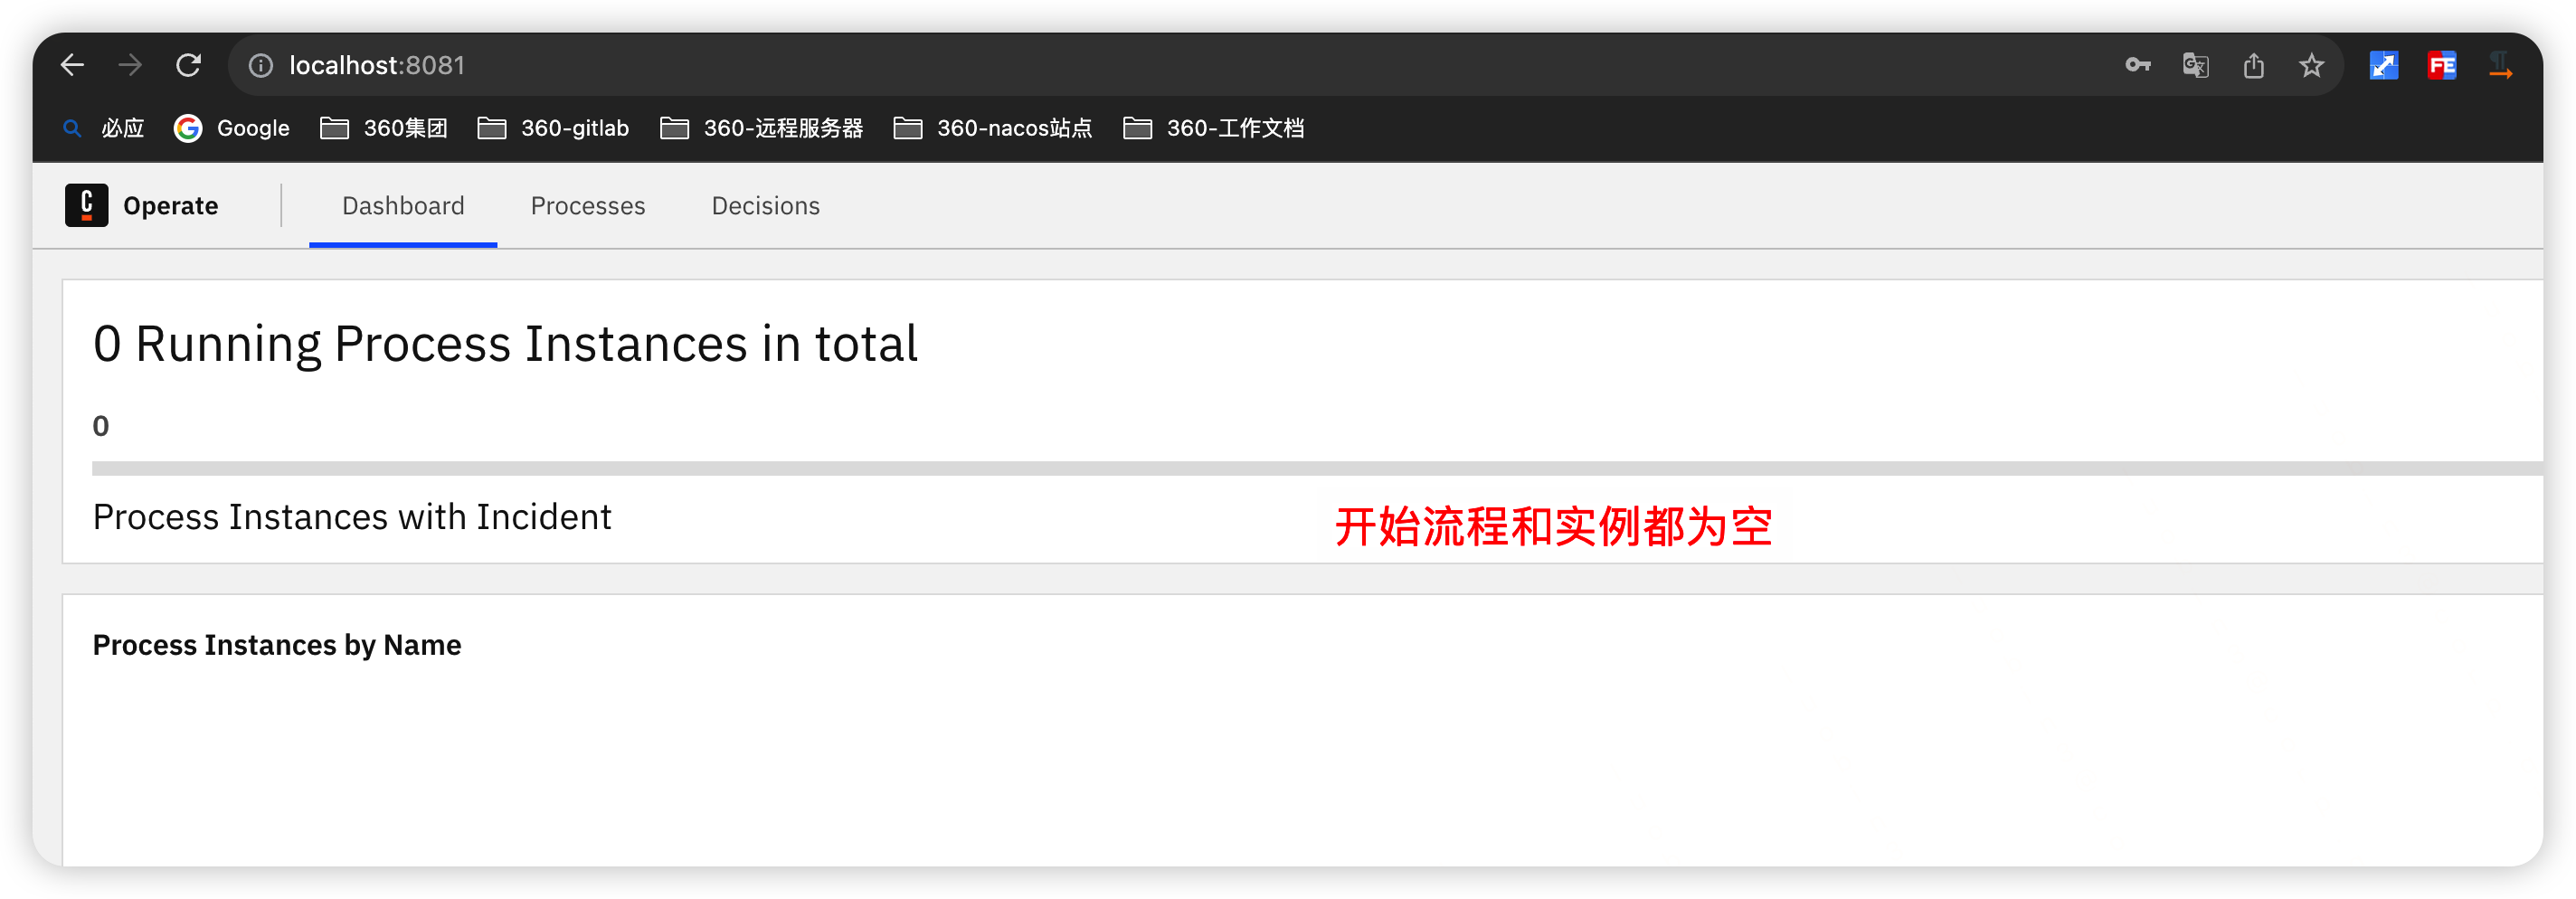 localhost:8081
必应 Google 360集团 360-gitlab 360-远程服务器 360-nacos站点 360-工作文档
C Operate Dashboard Processes Decisions
0 Running Process Instances in total
0
Process Instances with Incident
开始流程和实例都为空
Process Instances by Name